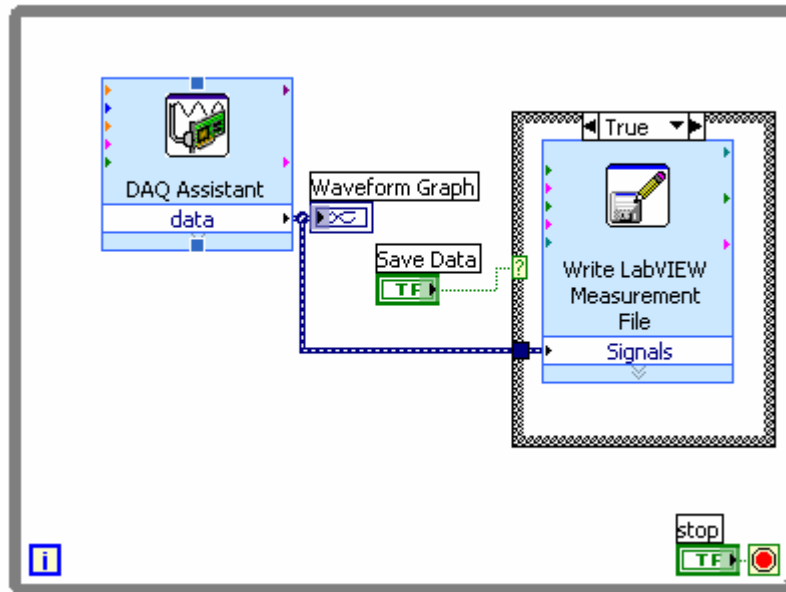 True
DAQ Assistant
data
Waveform Graph
Save Data
TF
?
Write LabVIEW
Measurement
File
Signals
stop
TF
i